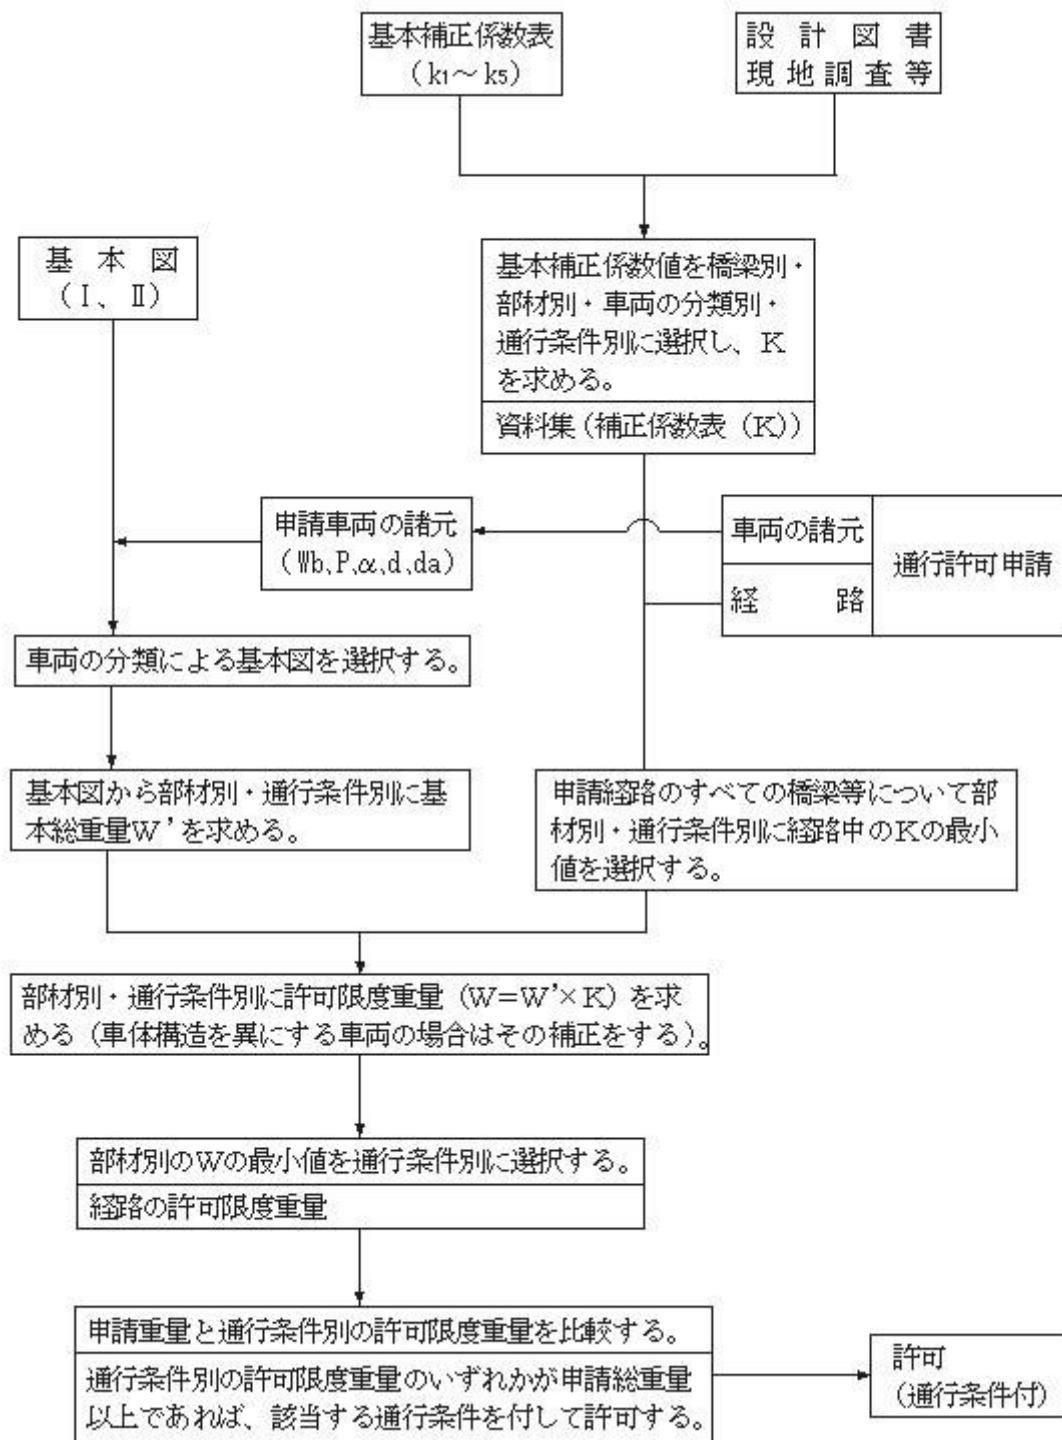 基本補正係数表
(k1~k5)
設計図書
現地調査等
基本図
(Ⅰ、Ⅱ)
基本補正係数値を橋梁別・
部材別・車両の分類別・
通行条件別に選択し、K
を求める。
資料集(補正係数表(K))
申請車両の諸元
(Wb、P、α、d、da)
車両の諸元
経路
通行許可申請
車両の分類による基本図を選択する。
基本図から部材別・通行条件別に基
本総重量W'を求める。
申請経路のすべての橋梁等について部
材別・通行条件別に経路中のKの最小
値を選択する。
部材別・通行条件別に許可限度重量(W=W'×K)を求
める(車体構造を異にする車両の場合はその補正をする)。
部材別のWの最小値を通行条件別に選択する。
経路の許可限度重量
申請重量と通行条件別の許可限度重量を比較する。
通行条件別の許可限度重量のいずれかが申請総重量
以上であれば、該当する通行条件を付して許可する。
許可
(通行条件付)